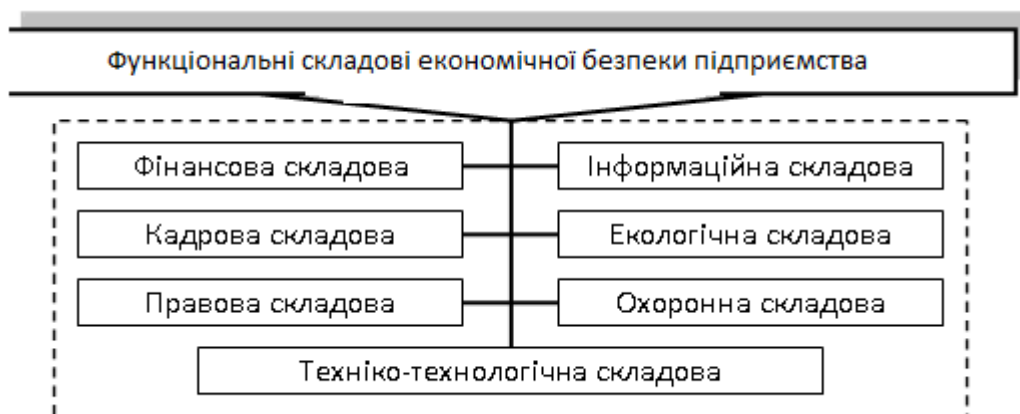 Функціональні складові економічної безпеки підприємства
Фінансова складова
Інформаційна складова
Кадрова складова
Екологічна складова
Правова складова
Охоронна складова
Техніко-технологічна складова